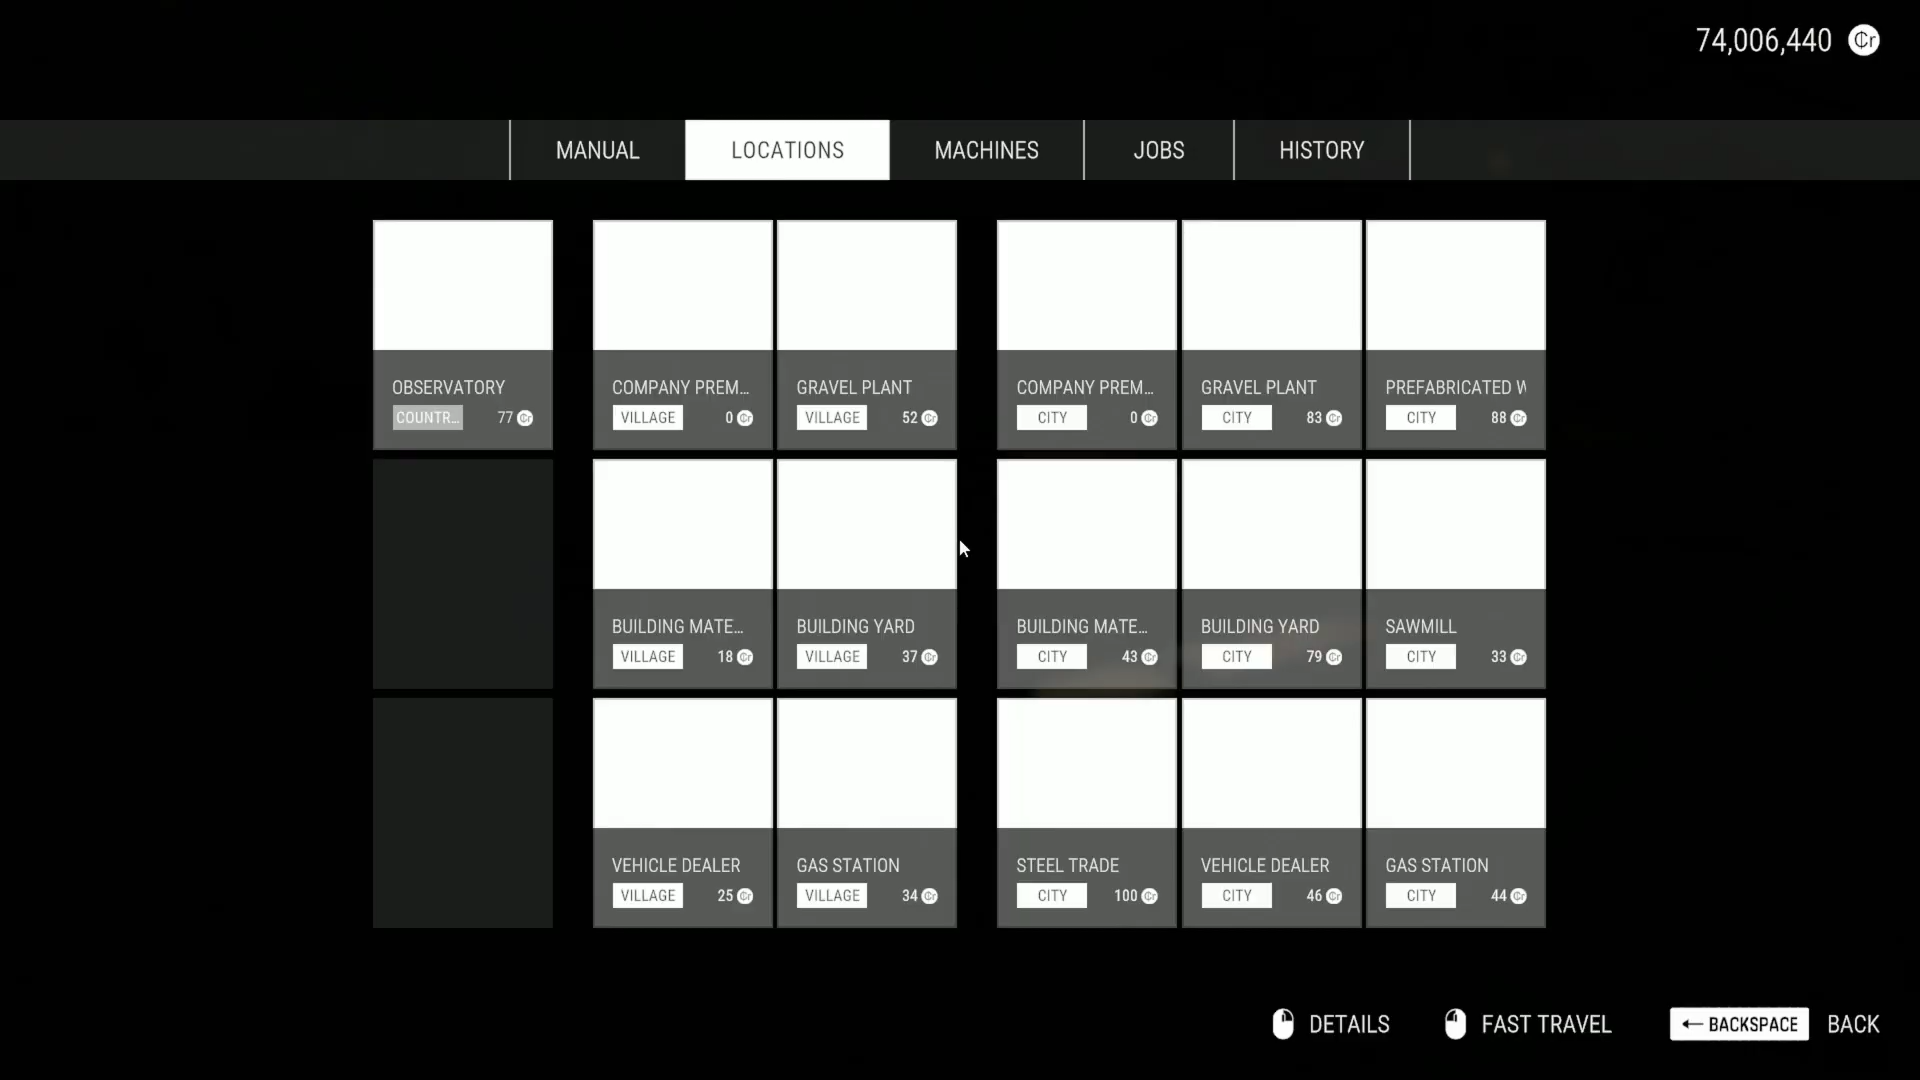 74,006,440 ₢r
MANUAL LOCATIONS MACHINES JOBS HISTORY
OBSERVATORY
COUNTR... 77
COMPANY PREM...
VILLAGE 0
GRAVEL PLANT
VILLAGE 52
COMPANY PREM...
CITY 0
GRAVEL PLANT
CITY 83
PREFABRICATED W
CITY 88
BUILDING MATE...
VILLAGE 18
BUILDING YARD
VILLAGE 37
BUILDING MATE...
CITY 43
BUILDING YARD
CITY 79
SAWMILL
CITY 33
VEHICLE DEALER
VILLAGE 25
GAS STATION
VILLAGE 34
STEEL TRADE
CITY 100
VEHICLE DEALER
CITY 46
GAS STATION
CITY 44
DETAILS FAST TRAVEL ← BACKSPACE BACK